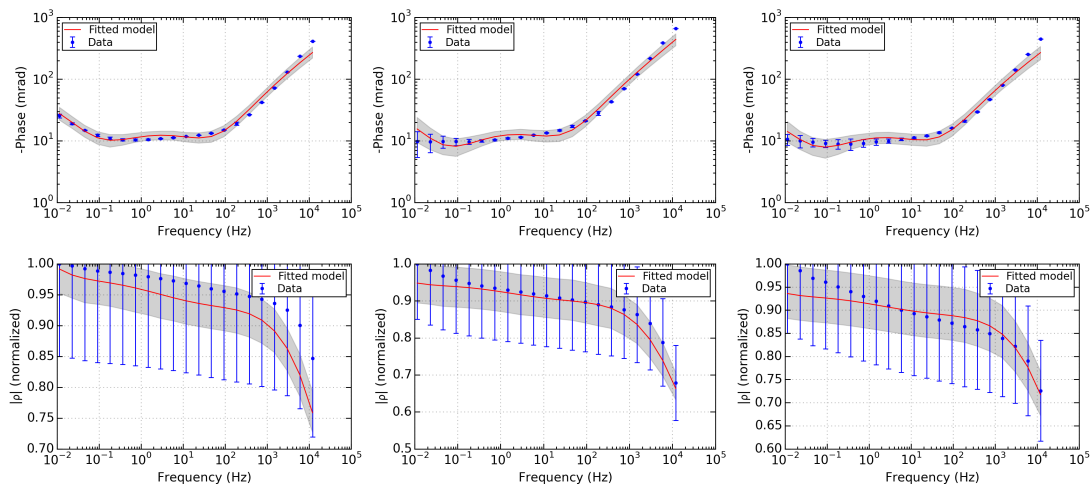 10³
10²
10¹
10⁰
-Phase (mrad)
Fitted model
Data
10⁻² 10⁻¹ 10⁰ 10¹ 10² 10³ 10⁴ 10⁵
Frequency (Hz)
10³
10²
10¹
10⁰
-Phase (mrad)
Fitted model
Data
10⁻² 10⁻¹ 10⁰ 10¹ 10² 10³ 10⁴ 10⁵
Frequency (Hz)
10³
10²
10¹
10⁰
-Phase (mrad)
Fitted model
Data
10⁻² 10⁻¹ 10⁰ 10¹ 10² 10³ 10⁴ 10⁵
Frequency (Hz)
1.00
0.95
0.90
0.85
0.80
0.75
0.70
|ρ| (normalized)
Fitted model
Data
10⁻² 10⁻¹ 10⁰ 10¹ 10² 10³ 10⁴ 10⁵
Frequency (Hz)
1.0
0.9
0.8
0.7
0.6
0.5
|ρ| (normalized)
Fitted model
Data
10⁻² 10⁻¹ 10⁰ 10¹ 10² 10³ 10⁴ 10⁵
Frequency (Hz)
1.00
0.95
0.90
0.85
0.80
0.75
0.70
0.65
0.60
|ρ| (normalized)
Fitted model
Data
10⁻² 10⁻¹ 10⁰ 10¹ 10² 10³ 10⁴ 10⁵
Frequency (Hz)